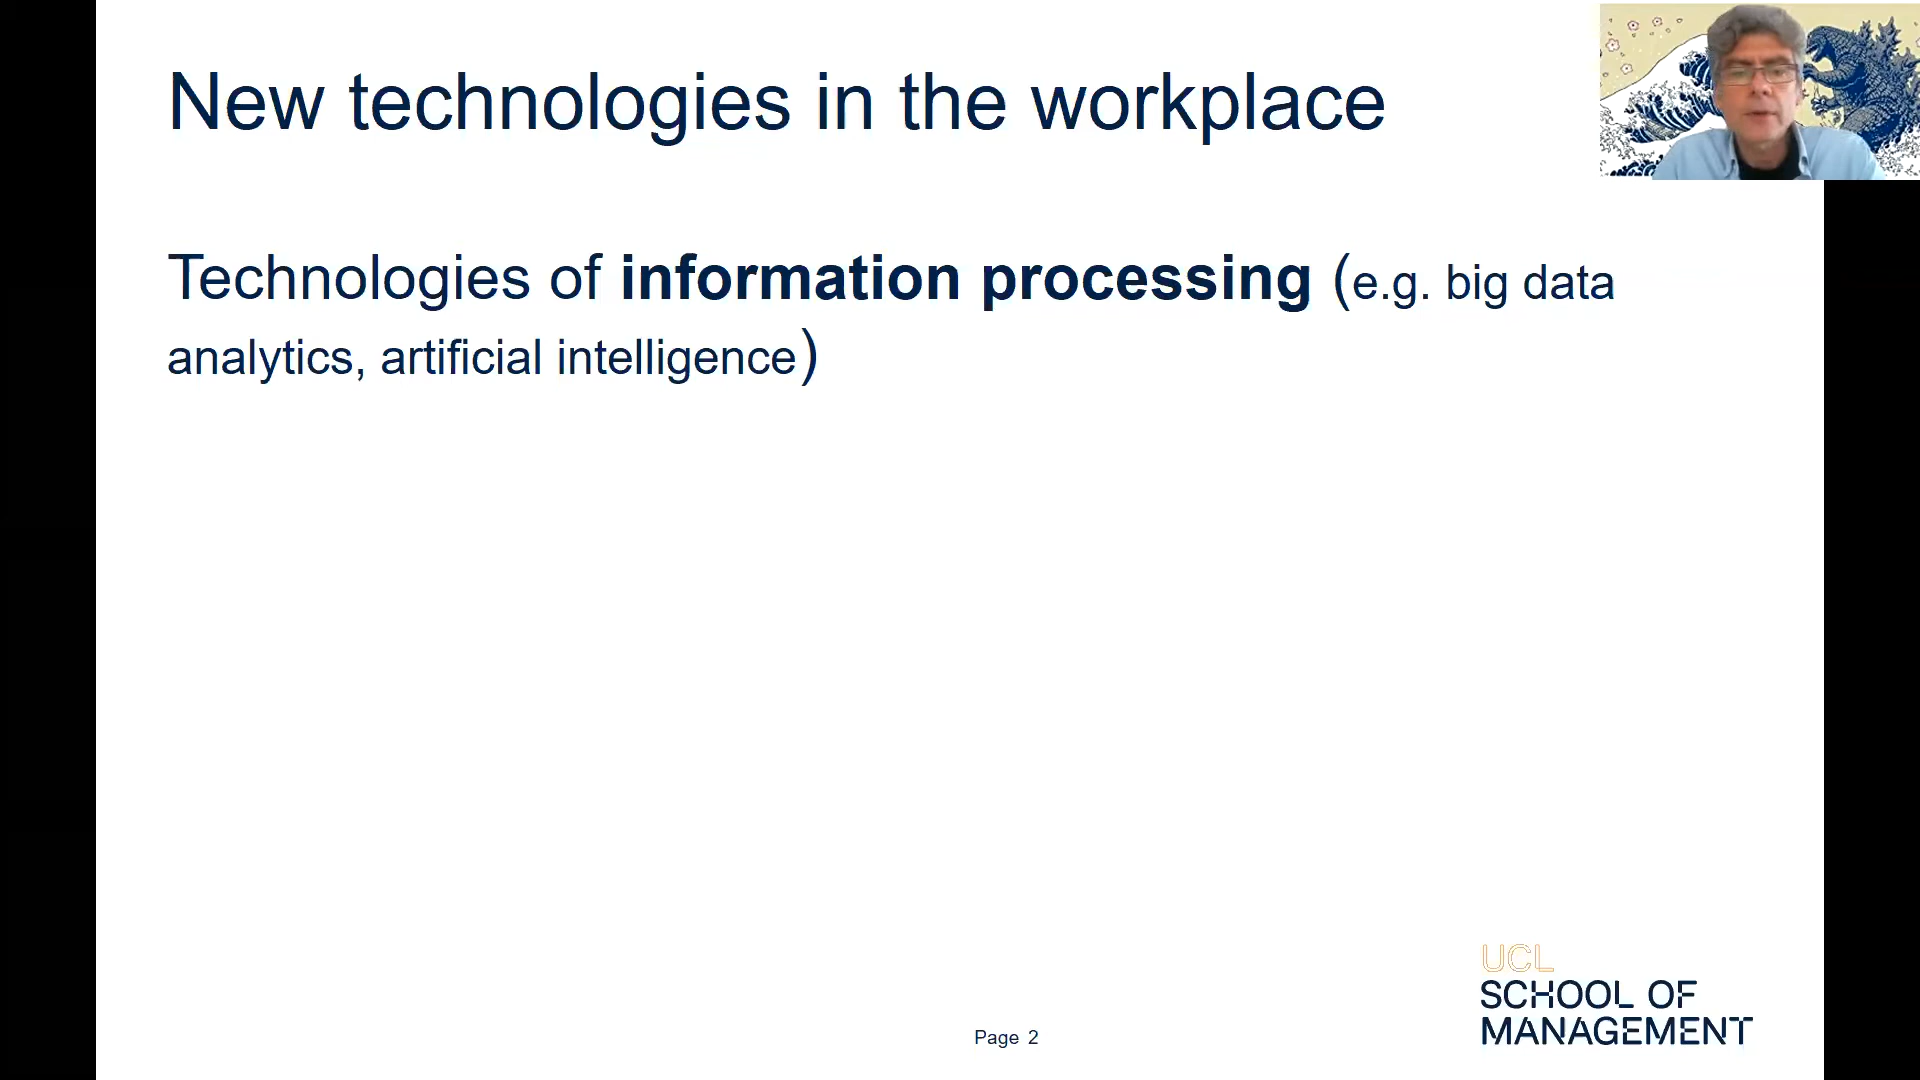 New technologies in the workplace
Technologies of information processing (e.g. big data
analytics, artificial intelligence)
UCL
SCHOOL OF
MANAGEMENT
Page 2